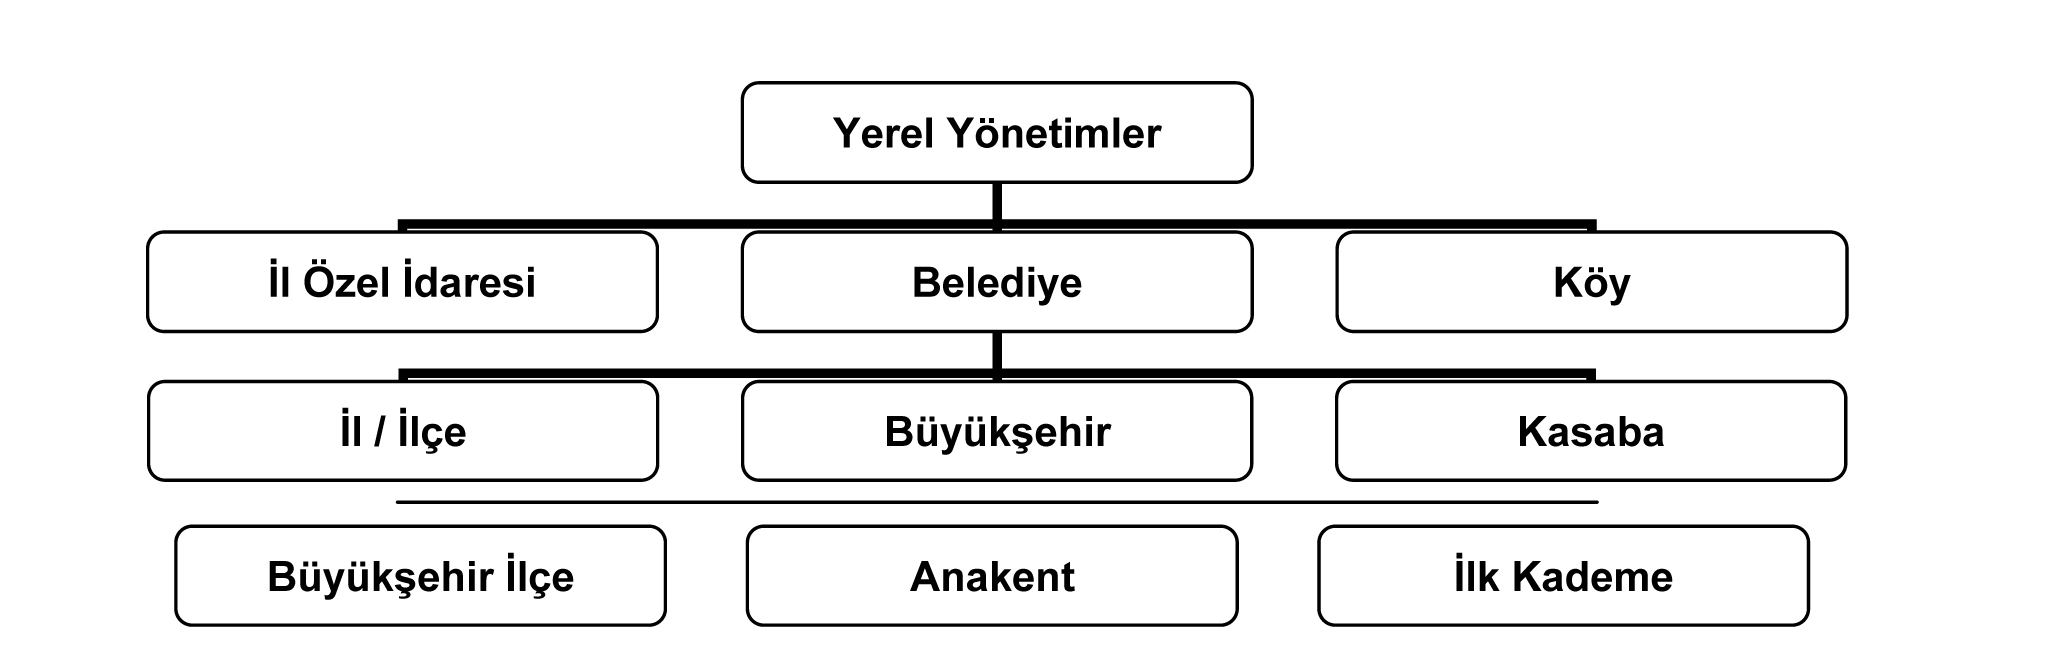 Yerel Yönetimler
İl Özel İdaresi
Belediye
Köy
İl / İlçe
Büyükşehir
Kasaba
Büyükşehir İlçe
Anakent
İlk Kademe